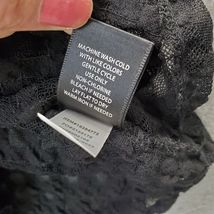 MACHINE WASH COLD
WITH LIKE COLORS
GENTLE CYCLE
USE ONLY
NON-CHLORINE
BLEACH IF NEEDED
LAY FLAT TO DRY
WARM IRON IF NEEDED